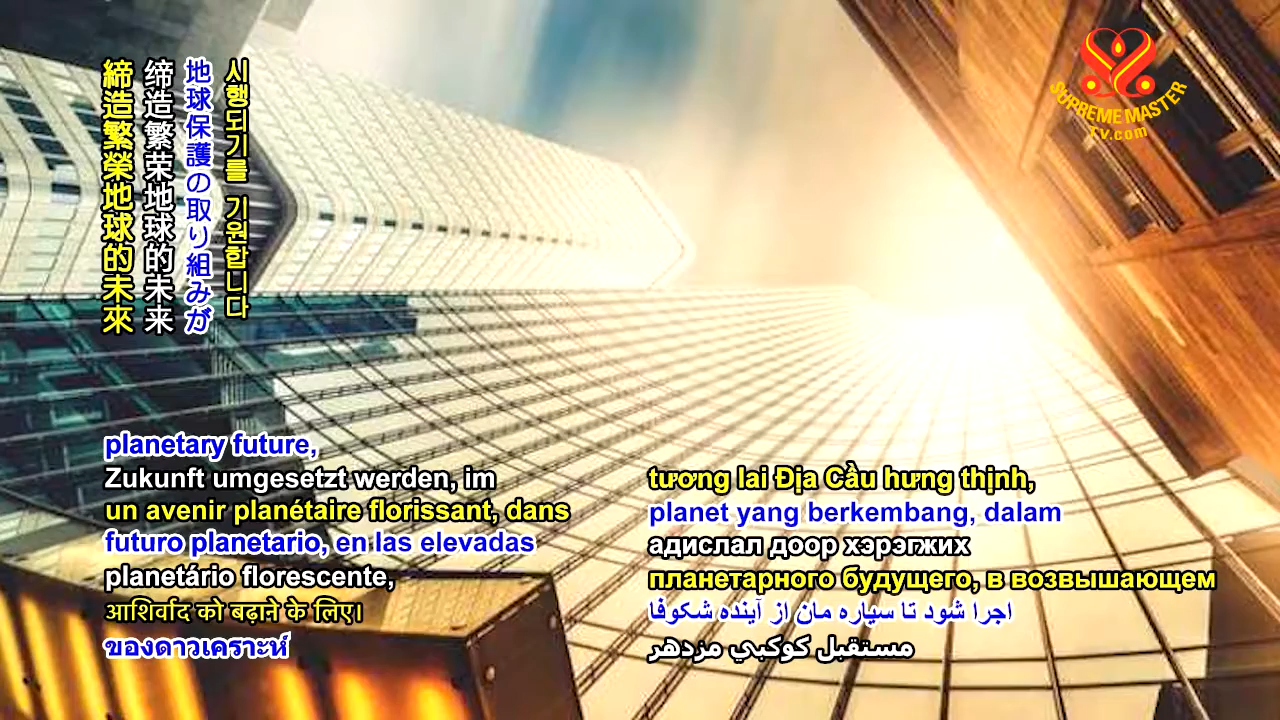 締造繁榮地球的未來
缔造繁荣地球的未来
地球保護の取り組みが
시행되기를 기원합니다
SUPREME MASTER
TV.com
planetary future,
Zukunft umgesetzt werden, im
un avenir planétaire florissant, dans
futuro planetario, en las elevadas
planetário florescente,
आशिर्वाद को बढ़ाने के लिए।
ของดาวเคราะห์
tương lai Địa Cầu hưng thịnh,
planet yang berkembang, dalam
адислал доор хэрэгжих
планетарного будущего, в возвышающем
اجرا شود تا سیاره مان از آینده شکوفا
مستقبل كوكبي مزدهر